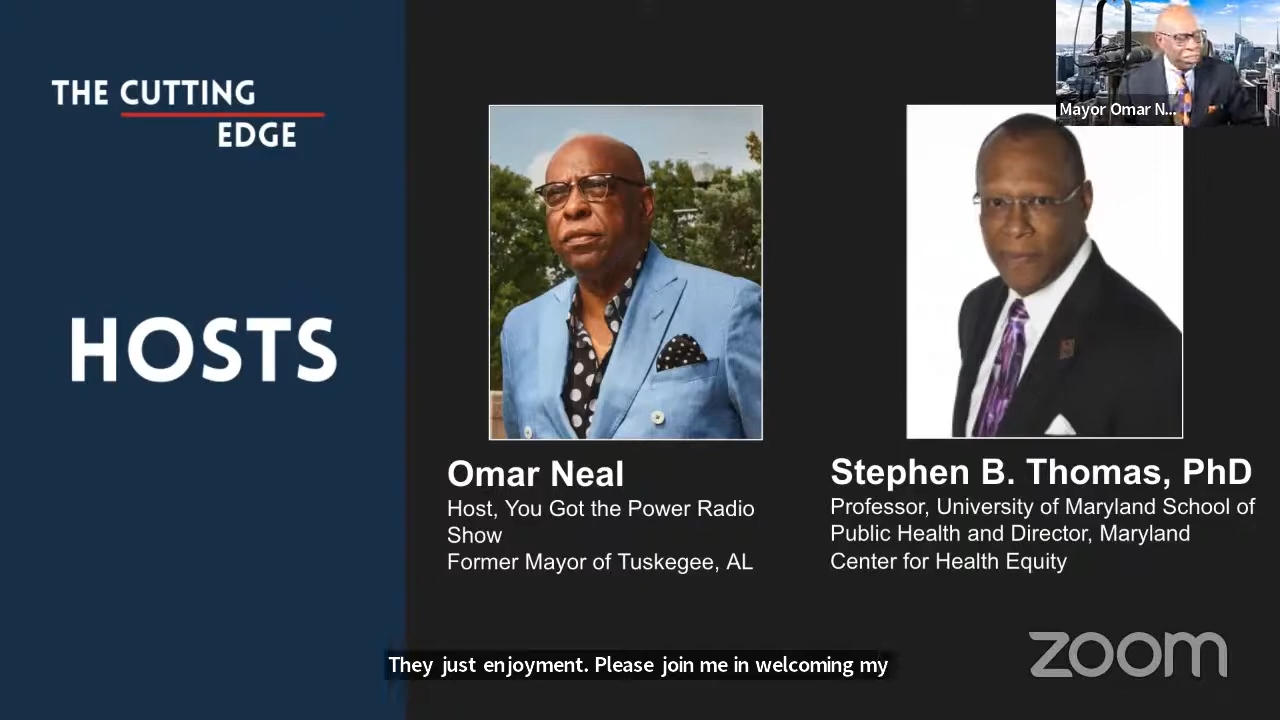 THE CUTTING
EDGE
HOSTS
Mayor Omar N...
Omar Neal
Host, You Got the Power Radio
Show
Former Mayor of Tuskegee, AL
Stephen B. Thomas, PhD
Professor, University of Maryland School of
Public Health and Director, Maryland
Center for Health Equity
They just enjoyment. Please join me in welcoming my
zoom